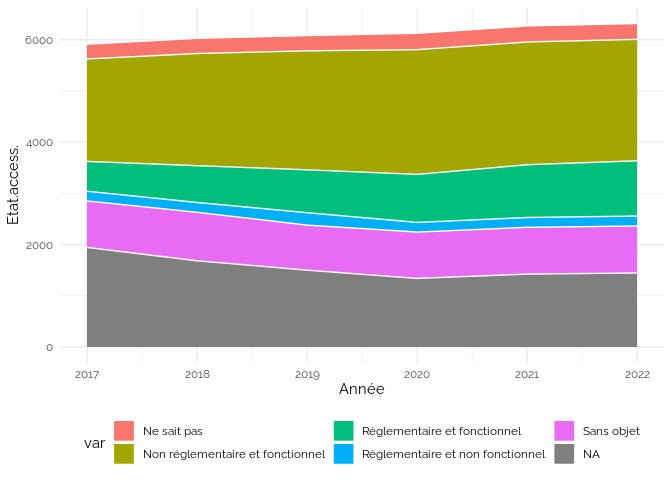 6000
4000
2000
0
Etat.access.
2017 2018 2019 2020 2021 2022
Année
var
Ne sait pas Réglementaire et fonctionnel Sans objet
Non réglementaire et fonctionnel Réglementaire et non fonctionnel NA